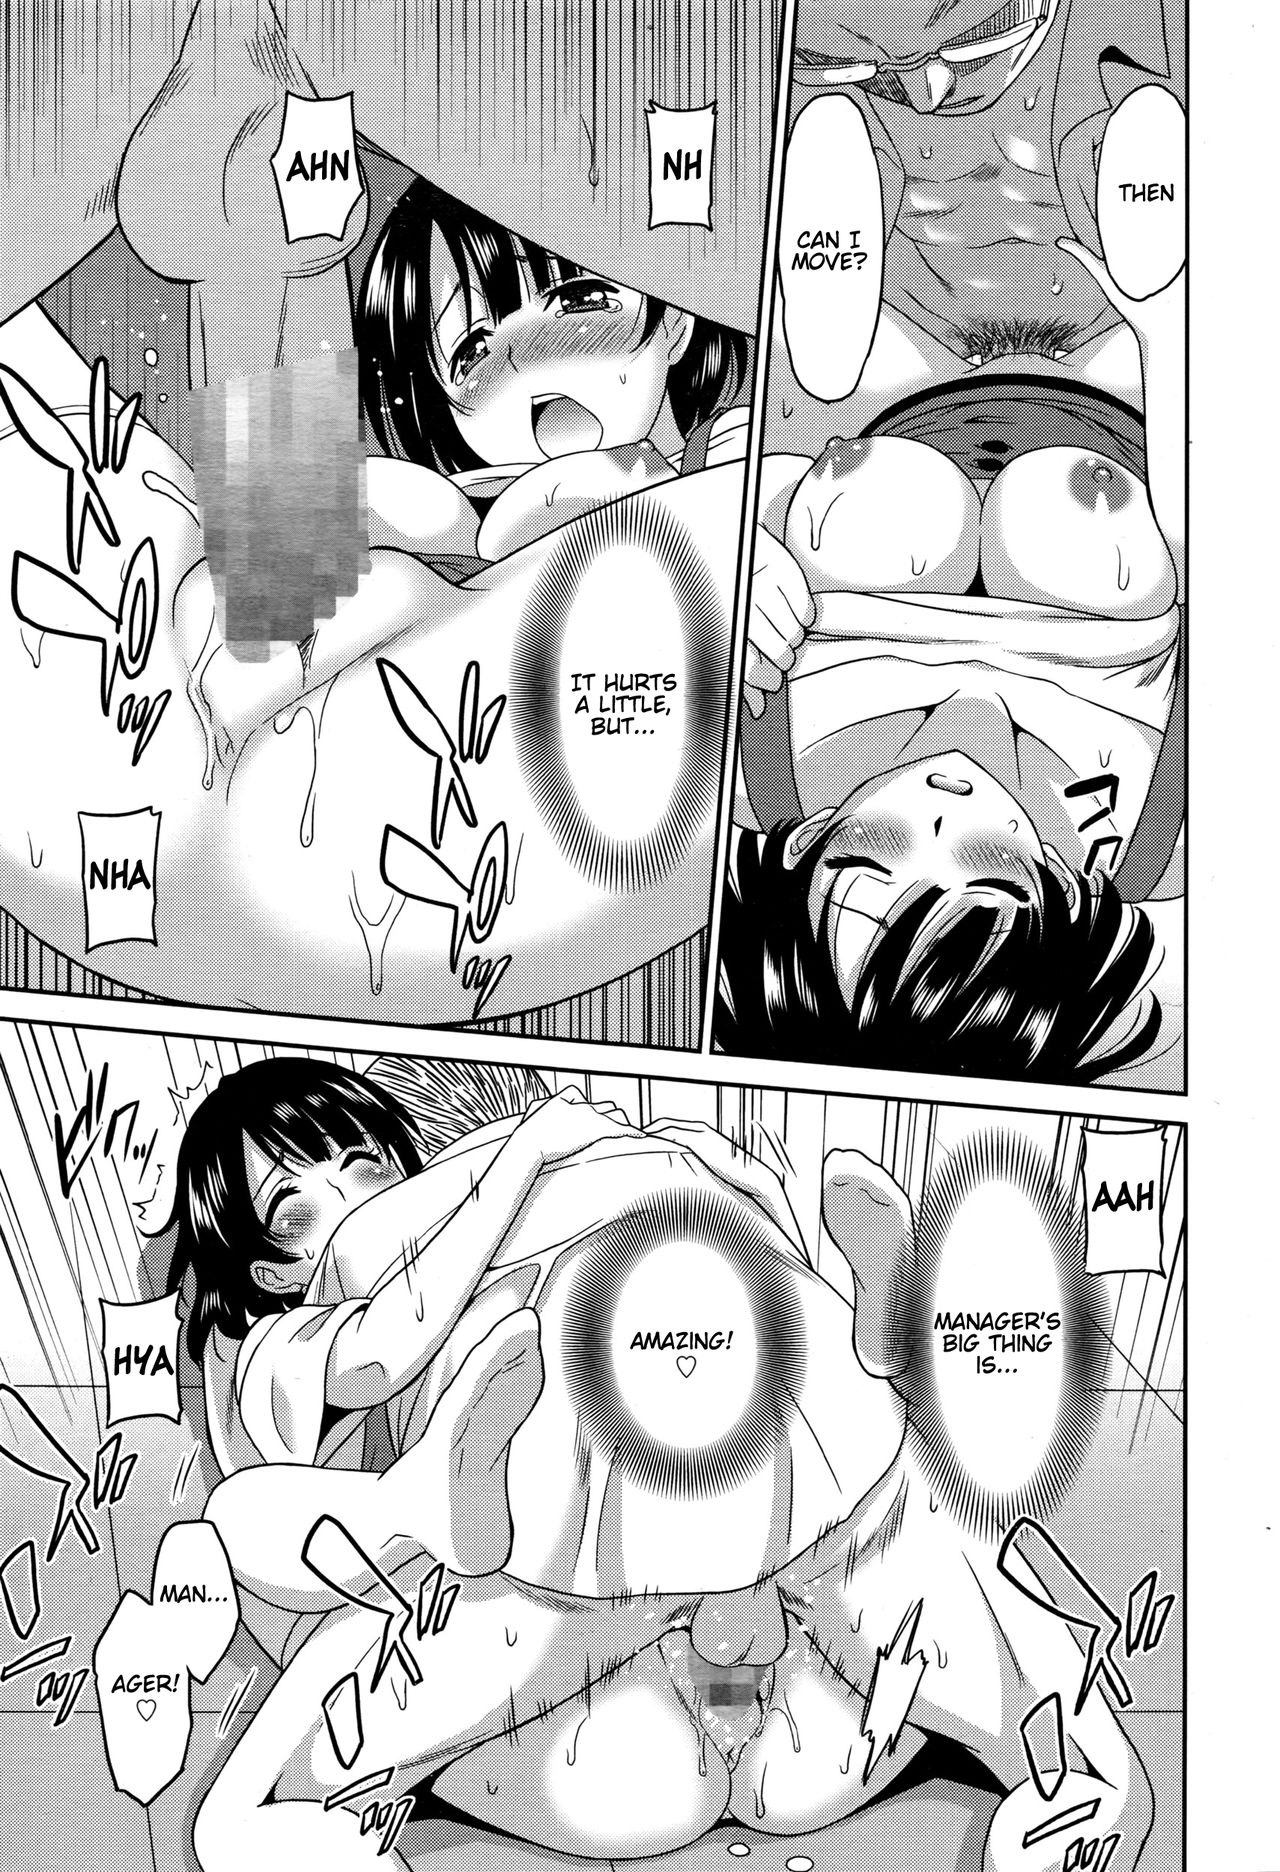 THEN
CAN I
MOVE?
NH
AHN
IT HURTS
A LITTLE,
BUT...
NHA
AAH
MANAGER'S
BIG THING
IS...
AMAZING!
♡
HYA
MAN...
AGER!
♡